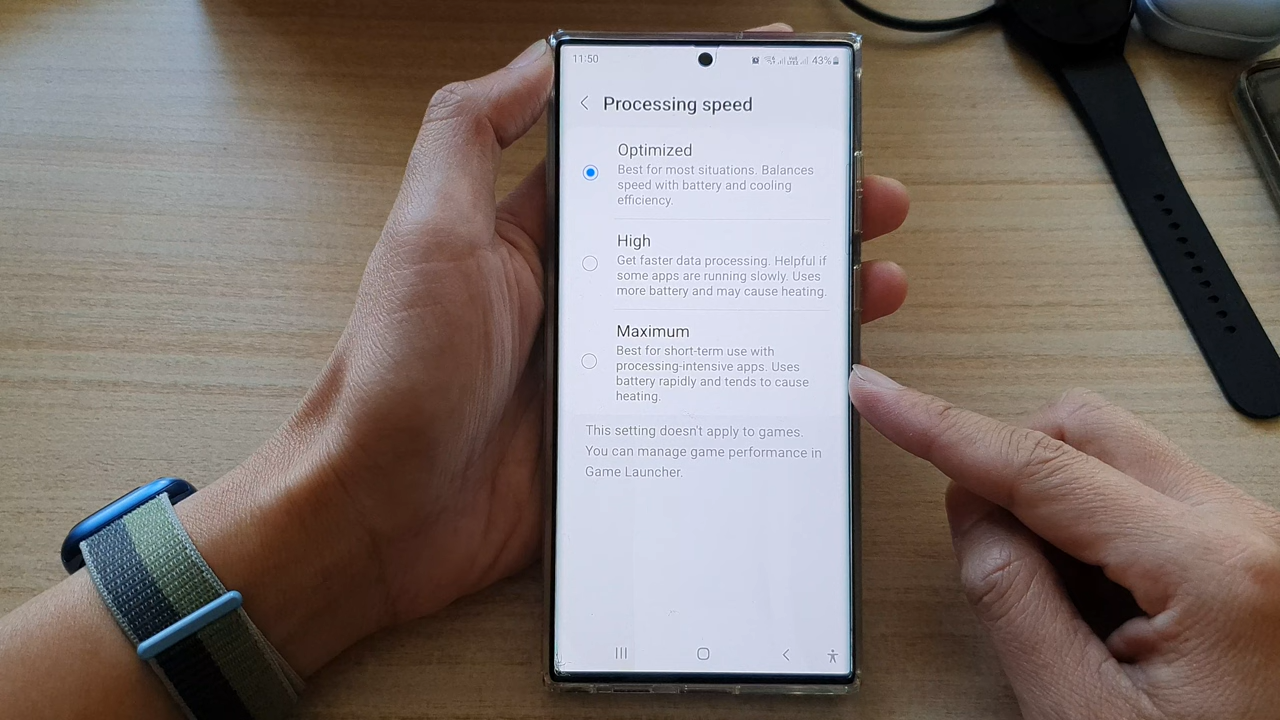 11:50
43%
Processing speed
Optimized
Best for most situations. Balances
speed with battery and cooling
efficiency.
High
Get faster data processing. Helpful if
some apps are running slowly. Uses
more battery and may cause heating.
Maximum
Best for short-term use with
processing-intensive apps. Uses
battery rapidly and tends to cause
heating.
This setting doesn't apply to games.
You can manage game performance in
Game Launcher.